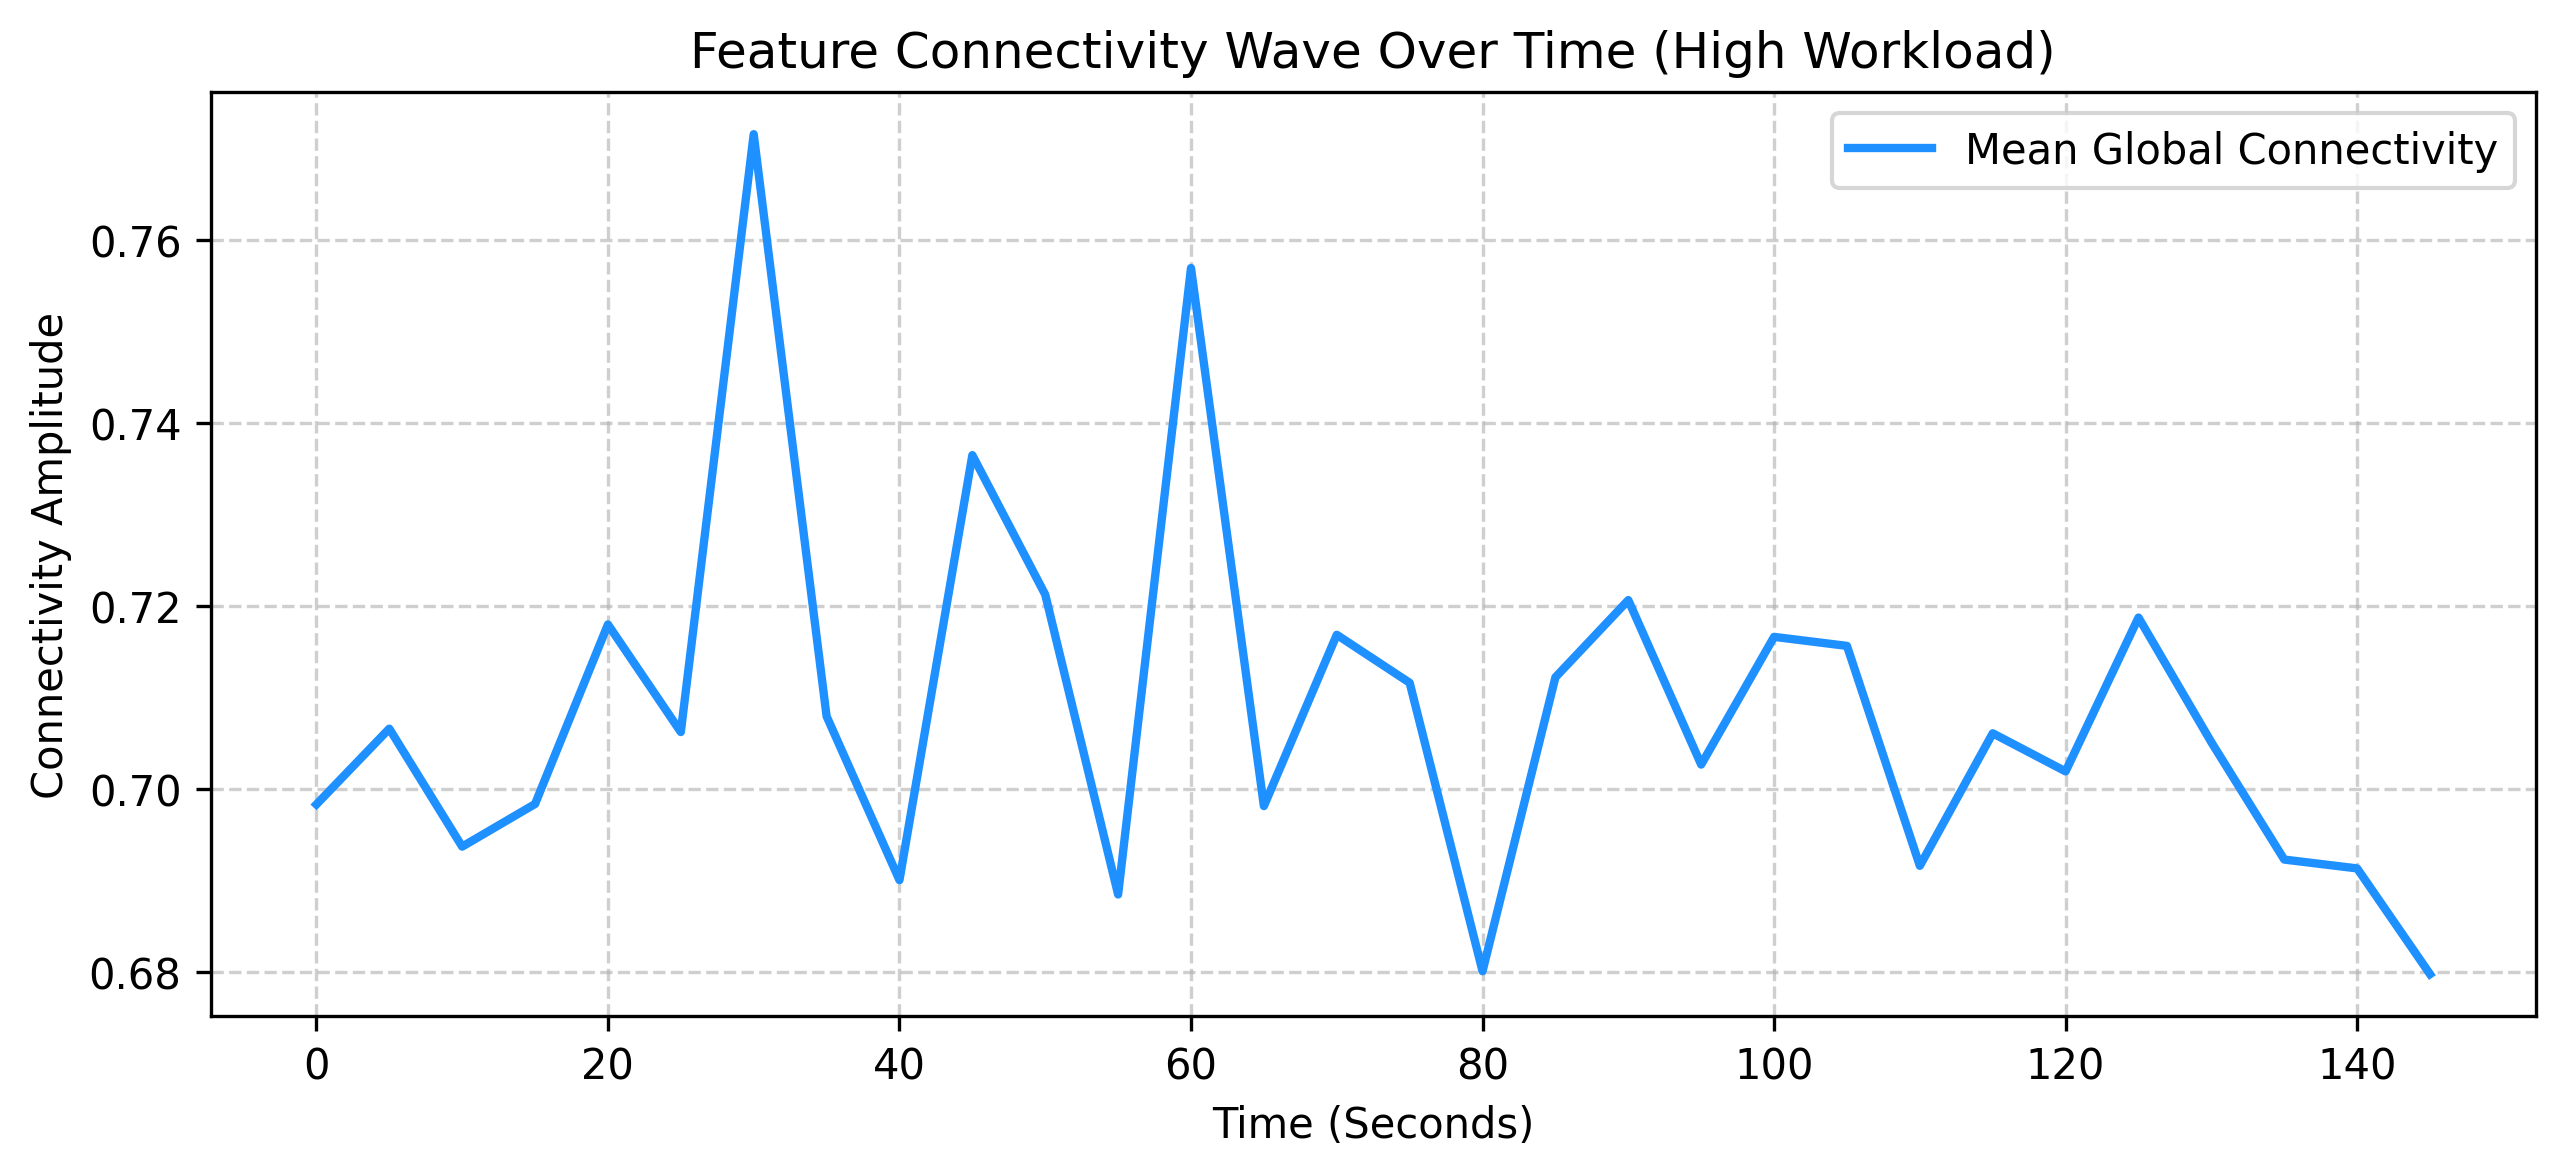 Feature Connectivity Wave Over Time (High Workload)
Mean Global Connectivity
Connectivity Amplitude
0.76
0.74
0.72
0.70
0.68
0 20 40 60 80 100 120 140
Time (Seconds)